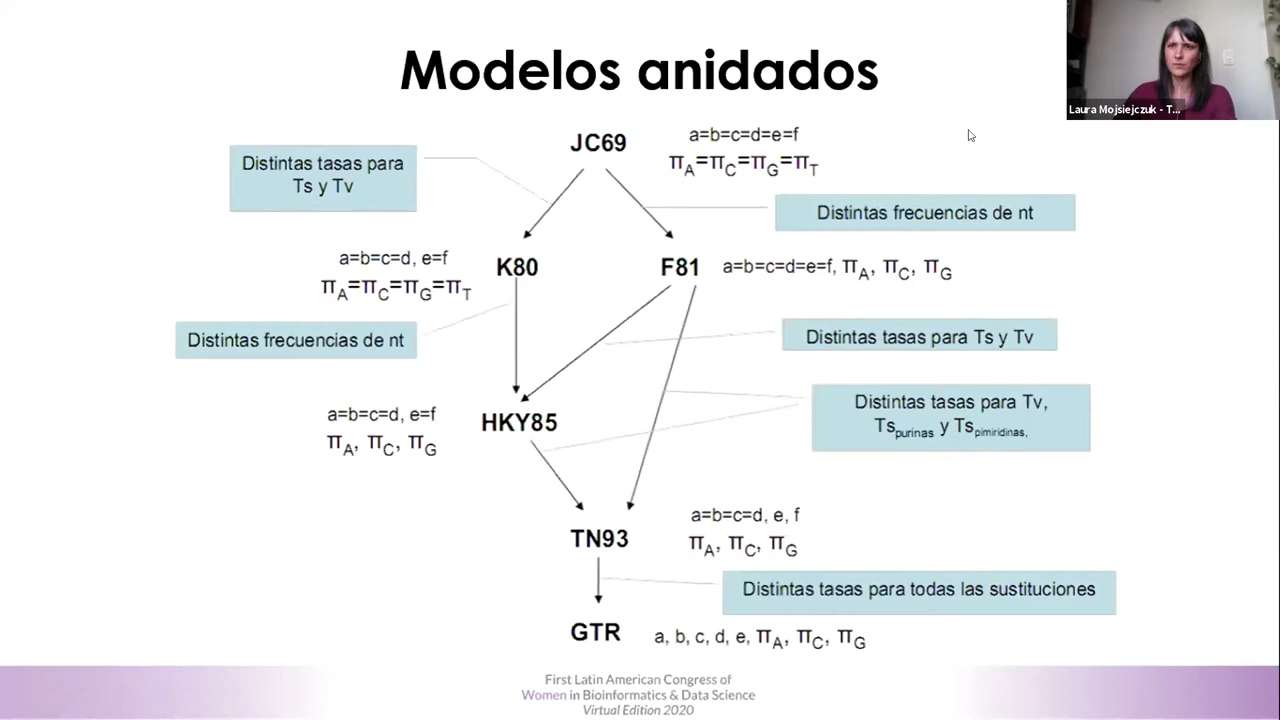 Modelos anidados
Laura Mojsiejczuk - T...
JC69
a=b=c=d=e=f
πA=πC=πG=πT
Distintas tasas para
Ts y Tv
Distintas frecuencias de nt
a=b=c=d, e=f
πA=πC=πG=πT
K80
F81
a=b=c=d=e=f, πA, πC, πG
Distintas frecuencias de nt
Distintas tasas para Ts y Tv
a=b=c=d, e=f
πA, πC, πG
HKY85
Distintas tasas para Tv,
Tspurinas y Tspimiridinas,
TN93
a=b=c=d, e, f
πA, πC, πG
Distintas tasas para todas las sustituciones
GTR
a, b, c, d, e, πA, πC, πG
First Latin American Congress of
Women in Bioinformatics & Data Science
Virtual Edition 2020